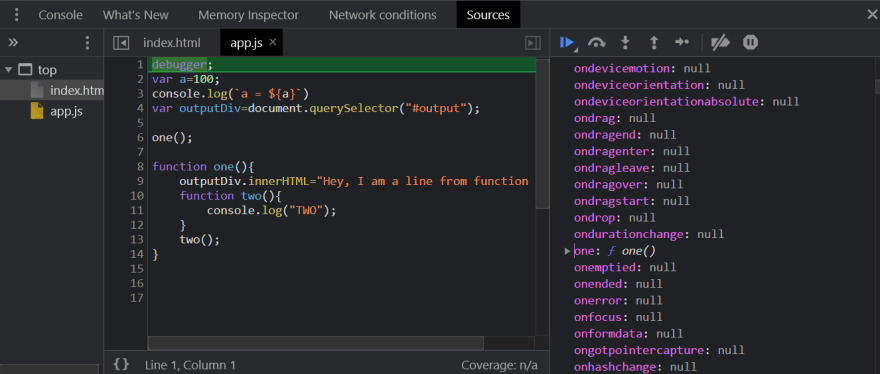 Console What's New Memory Inspector Network conditions Sources
index.html app.js
top
index.htm
app.js
1 debugger;
2 var a=100;
3 console.log(`a = ${a}`)
4 var outputDiv=document.querySelector("#output");
5
6 one();
7
8 function one(){
9 outputDiv.innerHTML="Hey, I am a line from function
10 function two(){
11 console.log("TWO");
12 }
13 two();
14 }
15
16
17
{} Line 1, Column 1 Coverage: n/a
ondevicemotion: null
ondeviceorientation: null
ondeviceorientationabsolute: null
ondrag: null
ondragend: null
ondragenter: null
ondragleave: null
ondragover: null
ondragstart: null
ondrop: null
ondurationchange: null
one: ƒ one()
onemptied: null
onended: null
onerror: null
onfocus: null
onformdata: null
ongotpointercapture: null
onhashchange: null